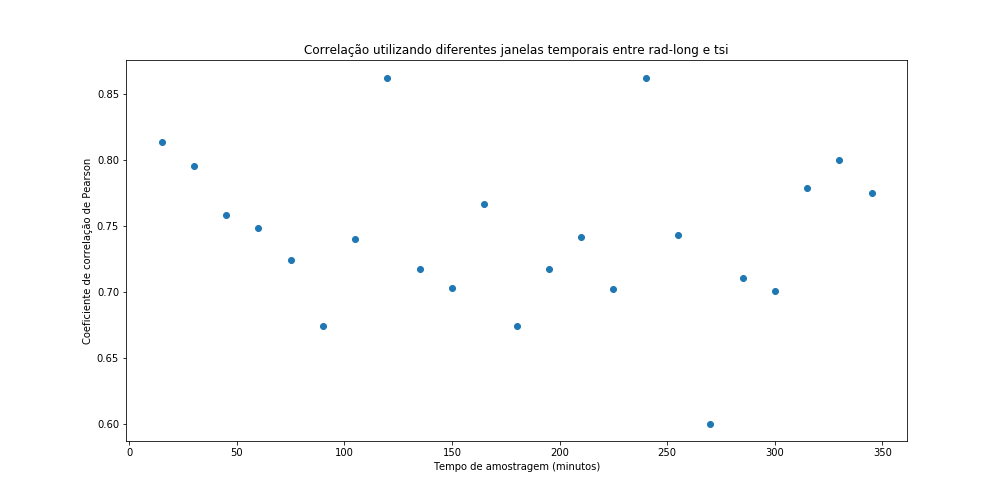 Correlação utilizando diferentes janelas temporais entre rad-long e tsi
Coeficiente de correlação de Pearson
0.85
0.80
0.75
0.70
0.65
0.60
0 50 100 150 200 250 300 350
Tempo de amostragem (minutos)